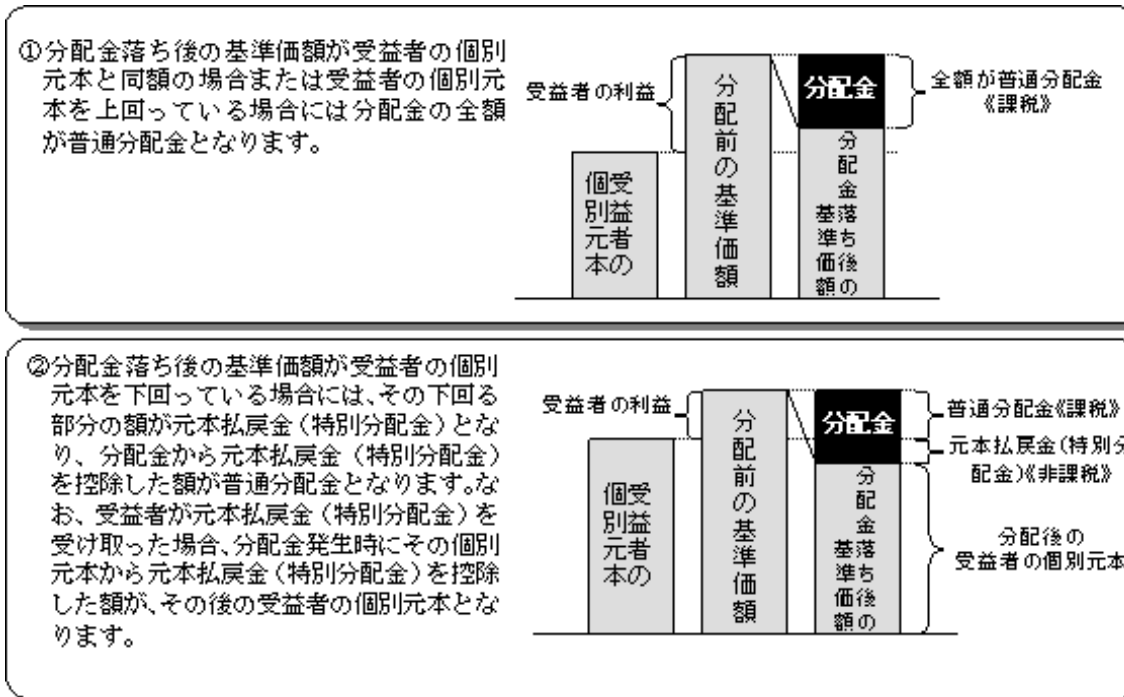 ①分配金落ち後の基準価額が受益者の個別
元本と同額の場合または受益者の個別元
本を上回っている場合には分配金の全額
が普通分配金となります。
受益者の利益
受益者の
個別元本
分配前の基準価額
分配金
分配金落ち後の
基準価額
全額が普通分配金
《課税》
②分配金落ち後の基準価額が受益者の個別
元本を下回っている場合には、その下回る
部分の額が元本払戻金（特別分配金）とな
り、分配金から元本払戻金（特別分配金）
を控除した額が普通分配金となります。な
お、受益者が元本払戻金（特別分配金）を
受け取った場合、分配金発生時にその個別
元本から元本払戻金（特別分配金）を控除
した額が、その後の受益者の個別元本とな
ります。
受益者の利益
受益者の
個別元本
分配前の基準価額
分配金
分配金落ち後の
基準価額
普通分配金《課税》
元本払戻金（特別分
配金）《非課税》
分配後の
受益者の個別元本